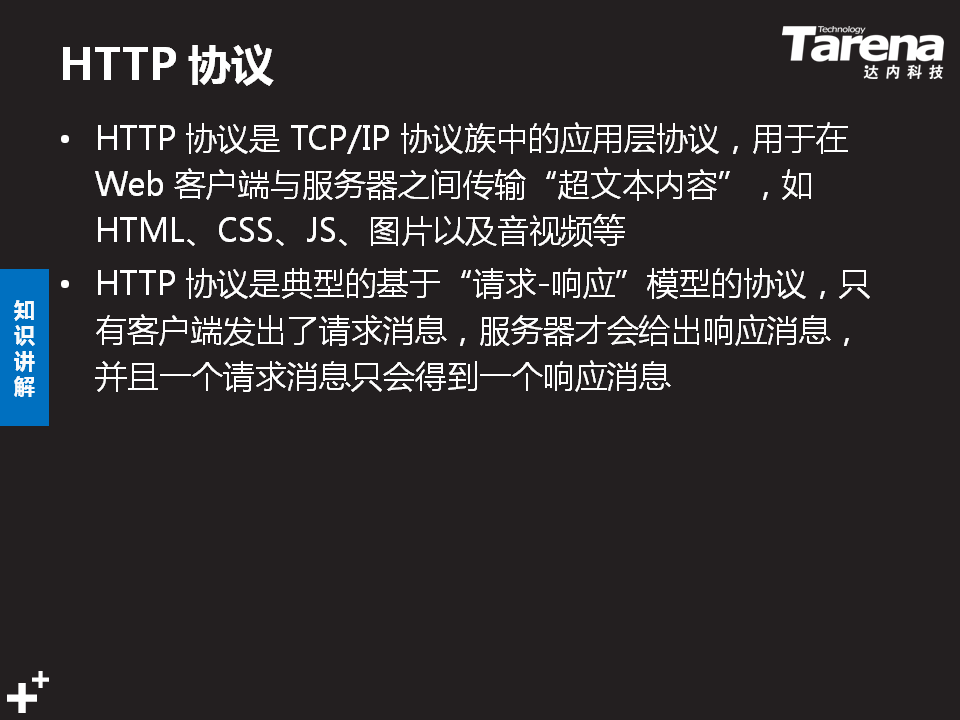 HTTP 协议
Technology
Tarena
达内科技
• HTTP 协议是 TCP/IP 协议族中的应用层协议，用于在
Web 客户端与服务器之间传输“超文本内容”，如
HTML、CSS、JS、图片以及音视频等
• HTTP 协议是典型的基于“请求-响应”模型的协议，只
有客户端发出了请求消息，服务器才会给出响应消息，
并且一个请求消息只会得到一个响应消息
知
识
讲
解